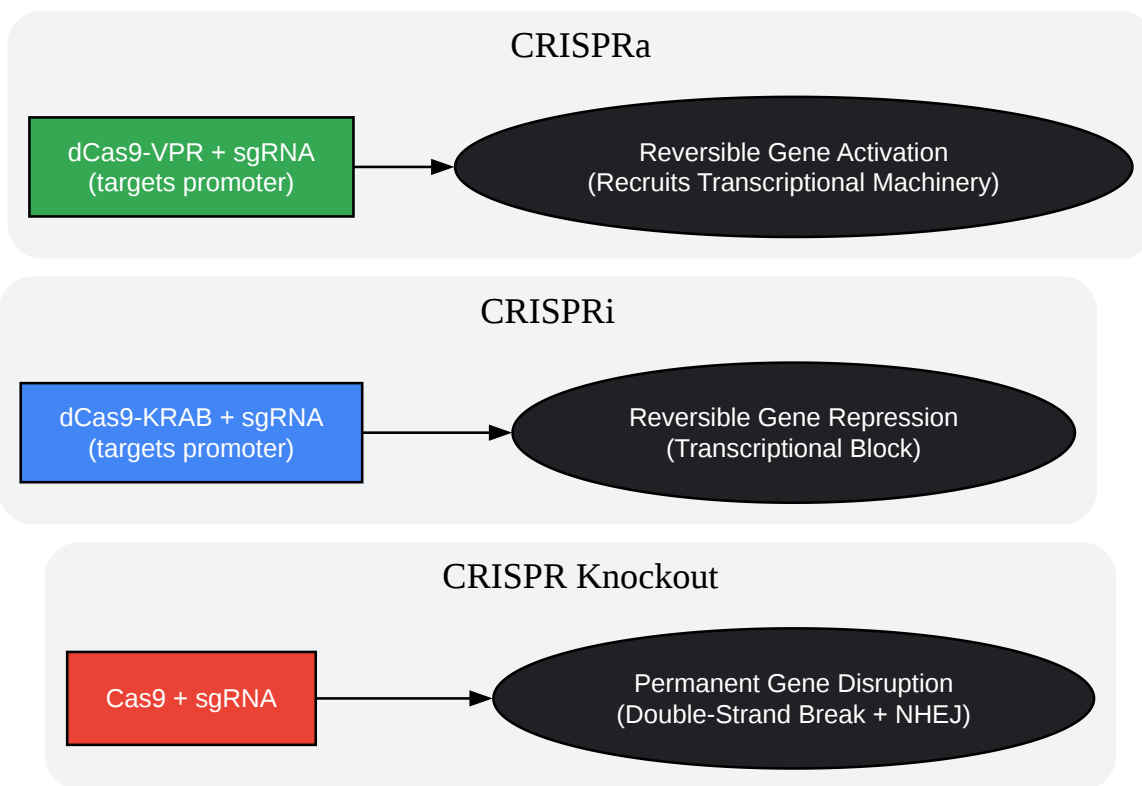 CRISPRa
dCas9-VPR + sgRNA
(targets promoter)
Reversible Gene Activation
(Recruits Transcriptional Machinery)
CRISPRi
dCas9-KRAB + sgRNA
(targets promoter)
Reversible Gene Repression
(Transcriptional Block)
CRISPR Knockout
Cas9 + sgRNA
Permanent Gene Disruption
(Double-Strand Break + NHEJ)